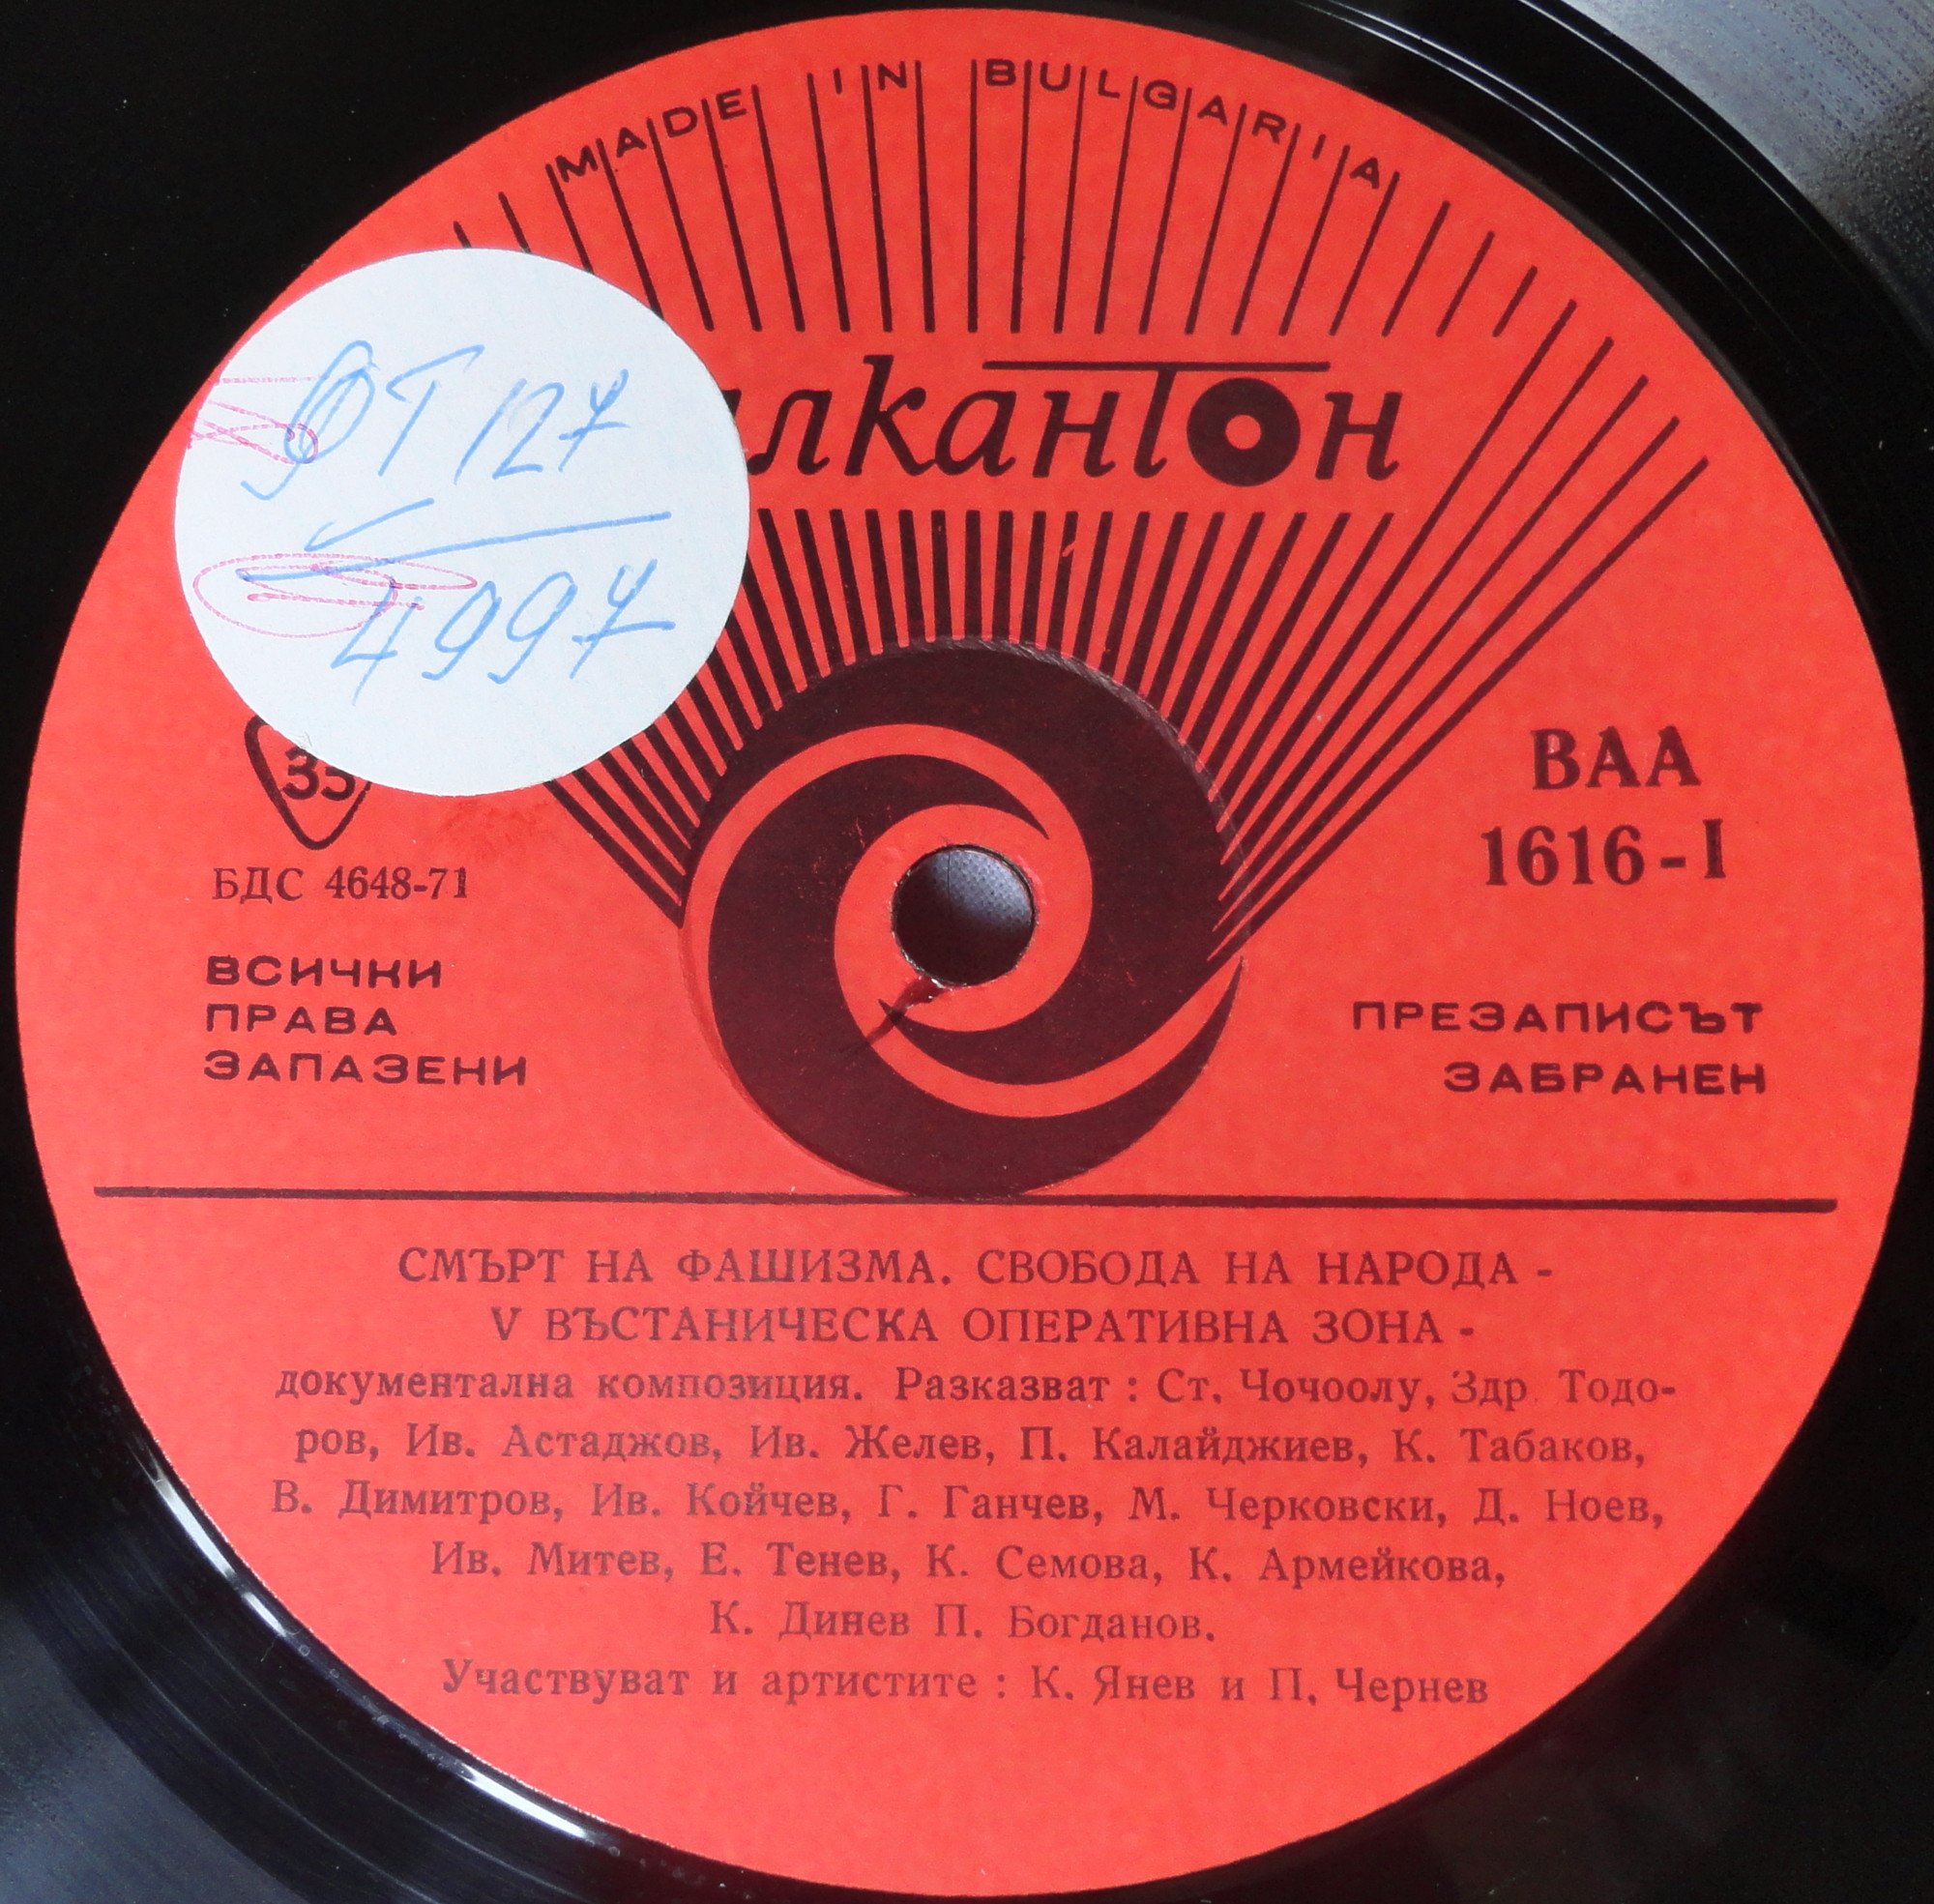 MADE IN BULGARIA
лкантон
ФТ 127
4997
33
БДС 4648-71
ВСИЧКИ
ПРАВА
ЗАПАЗЕНИ
ВАА
1616-I
ПРЕЗАПИСЪТ
ЗАБРАНЕН
СМЪРТ НА ФАШИЗМА. СВОБОДА НА НАРОДА -
V ВЪСТАНИЧЕСКА ОПЕРАТИВНА ЗОНА -
документална композиция. Разказват : Ст. Чочоолу, Здр. Тодо-
ров, Ив. Астаджов, Ив. Желев, П. Калайджиев, К. Табаков,
В. Димитров, Ив. Койчев, Г. Ганчев, М. Черковски, Д. Ноев,
Ив. Митев, Е. Тенев, К. Семова, К. Армейкова,
К. Динев П. Богданов.
Участвуват и артистите : К. Янев и П. Чернев